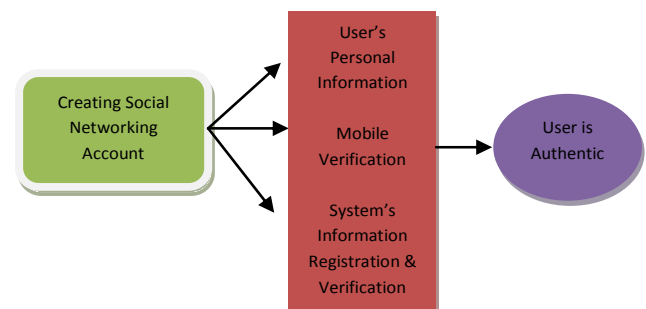 Creating Social
Networking
Account
User’s
Personal
Information
Mobile
Verification
System’s
Information
Registration &
Verification
User is
Authentic